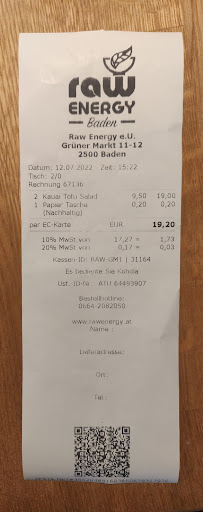 raw
ENERGY
Baden
Raw Energy e.U.
Grüner Markt 11-12
2500 Baden
Datum: 12.07.2022 Zeit: 15:22
Tisch: 2/0
Rechnung 67136
2 Kauai Tofu Salad 9,50 19,00
1 Papier Tasche 0,20 0,20
(Nachhaltig)
per EC-Karte EUR 19,20
10% MwSt von 17,27 = 1,73
20% MwSt von 0,17 = 0,03
Kassen-ID: RAW-GM1 | 31164
Es bediente Sie
Ust. ID-Nr.: ATU 64493907
Bestellhotline:
0664-2082050
www.rawenergy.at
Name :
Lieferadresse:
Ort:
Tel: